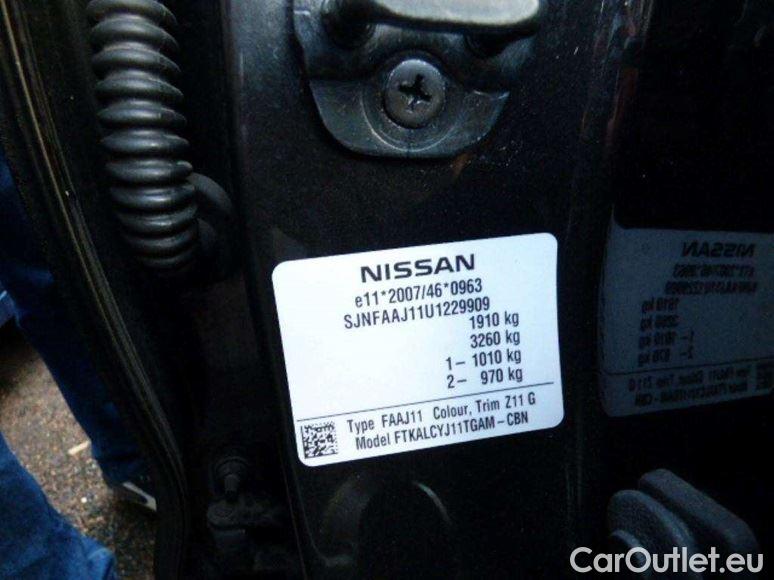 NISSAN
e11*2007/46*0963
SJNFAAJ11U1229909
1910 kg
3260 kg
1- 1010 kg
2- 970 kg
Type FAAJ11 Colour, Trim Z11 G
Model FTKALCYJ11TGAM-CBN
CarOutlet.eu